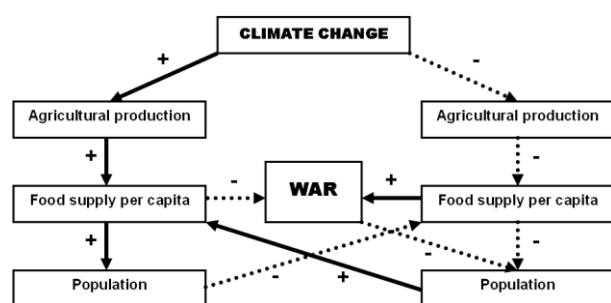 CLIMATE CHANGE
+
-
Agricultural production
Agricultural production
+
-
Food supply per capita
-
WAR
+
Food supply per capita
+
-
-
-
+
Population
Population